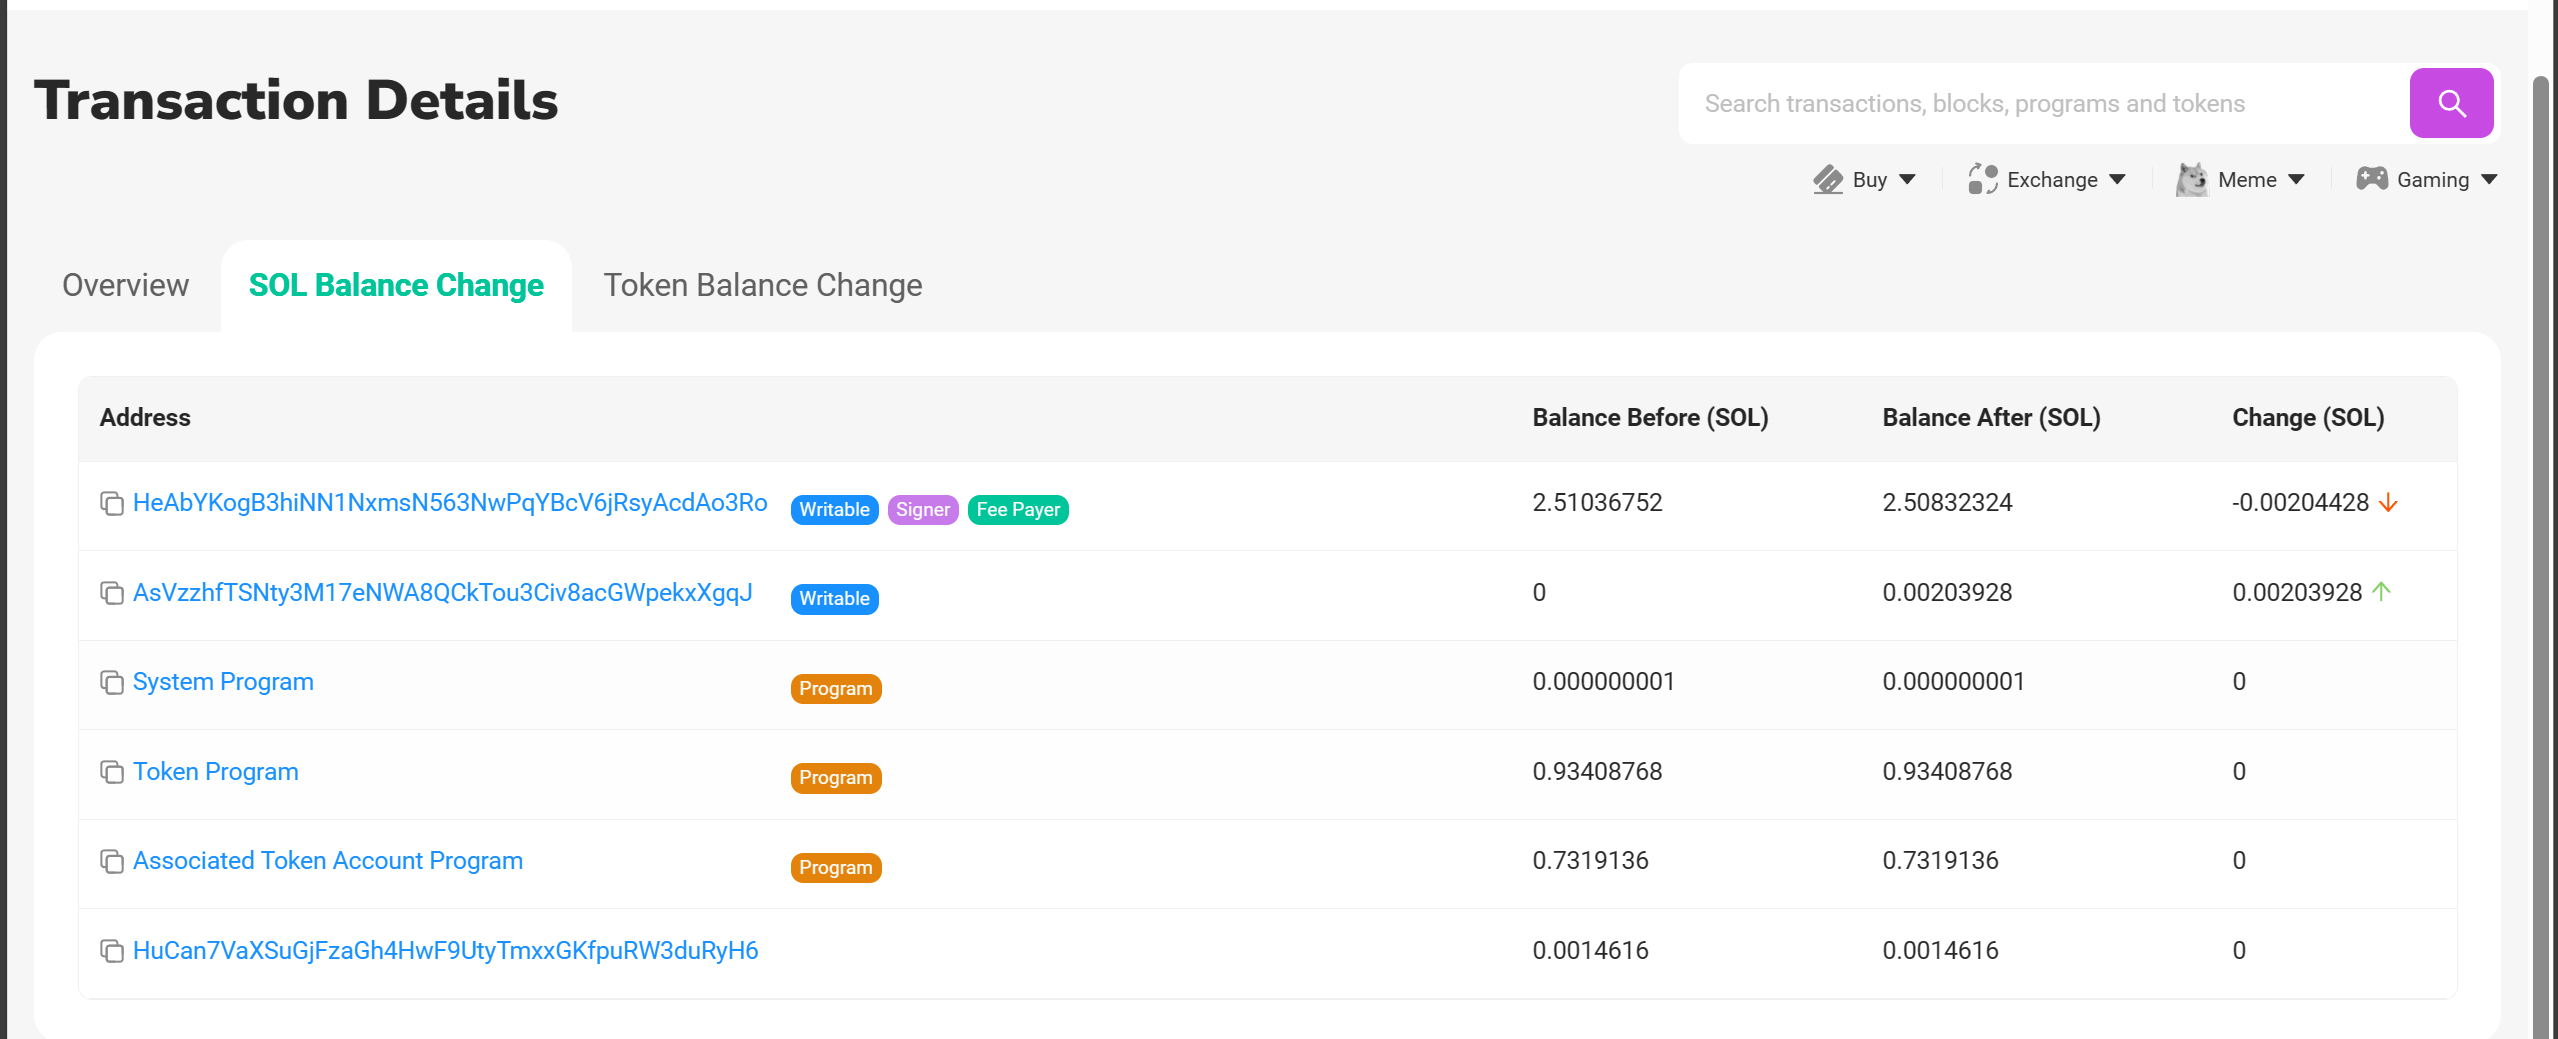 Transaction Details
Search transactions, blocks, programs and tokens
Buy Exchange Meme Gaming
Overview SOL Balance Change Token Balance Change
Address Balance Before (SOL) Balance After (SOL) Change (SOL)
HeAbYKogB3hiNN1NxmsN563NwPqYBcV6jRsyAcdAo3Ro Writable Signer Fee Payer 2.51036752 2.50832324 -0.00204428
AsVzzhfTSNty3M17eNWA8QCkTou3Civ8acGWpekxXgqJ Writable 0 0.00203928 0.00203928
System Program Program 0.000000001 0.000000001 0
Token Program Program 0.93408768 0.93408768 0
Associated Token Account Program Program 0.7319136 0.7319136 0
HuCan7VaXSuGjFzaGh4HwF9UtyTmxxGKfpuRW3duRyH6 0.0014616 0.0014616 0